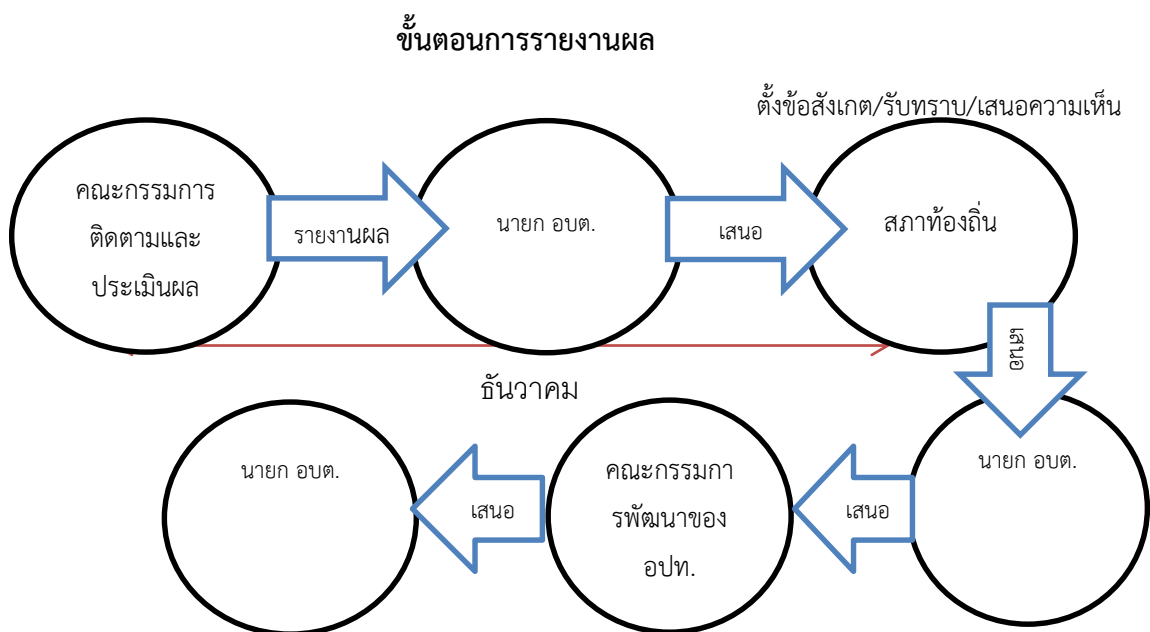 ขั้นตอนการรายงานผล
ตั้งข้อสังเกต/รับทราบ/เสนอความเห็น
คณะกรรมการ
ติดตามและ
ประเมินผล
รายงานผล
นายก อบต.
เสนอ
สภาท้องถิ่น
เสนอ
ธันวาคม
นายก อบต.
เสนอ
คณะกรรมกา
รพัฒนาของ
อปท.
เสนอ
นายก อบต.